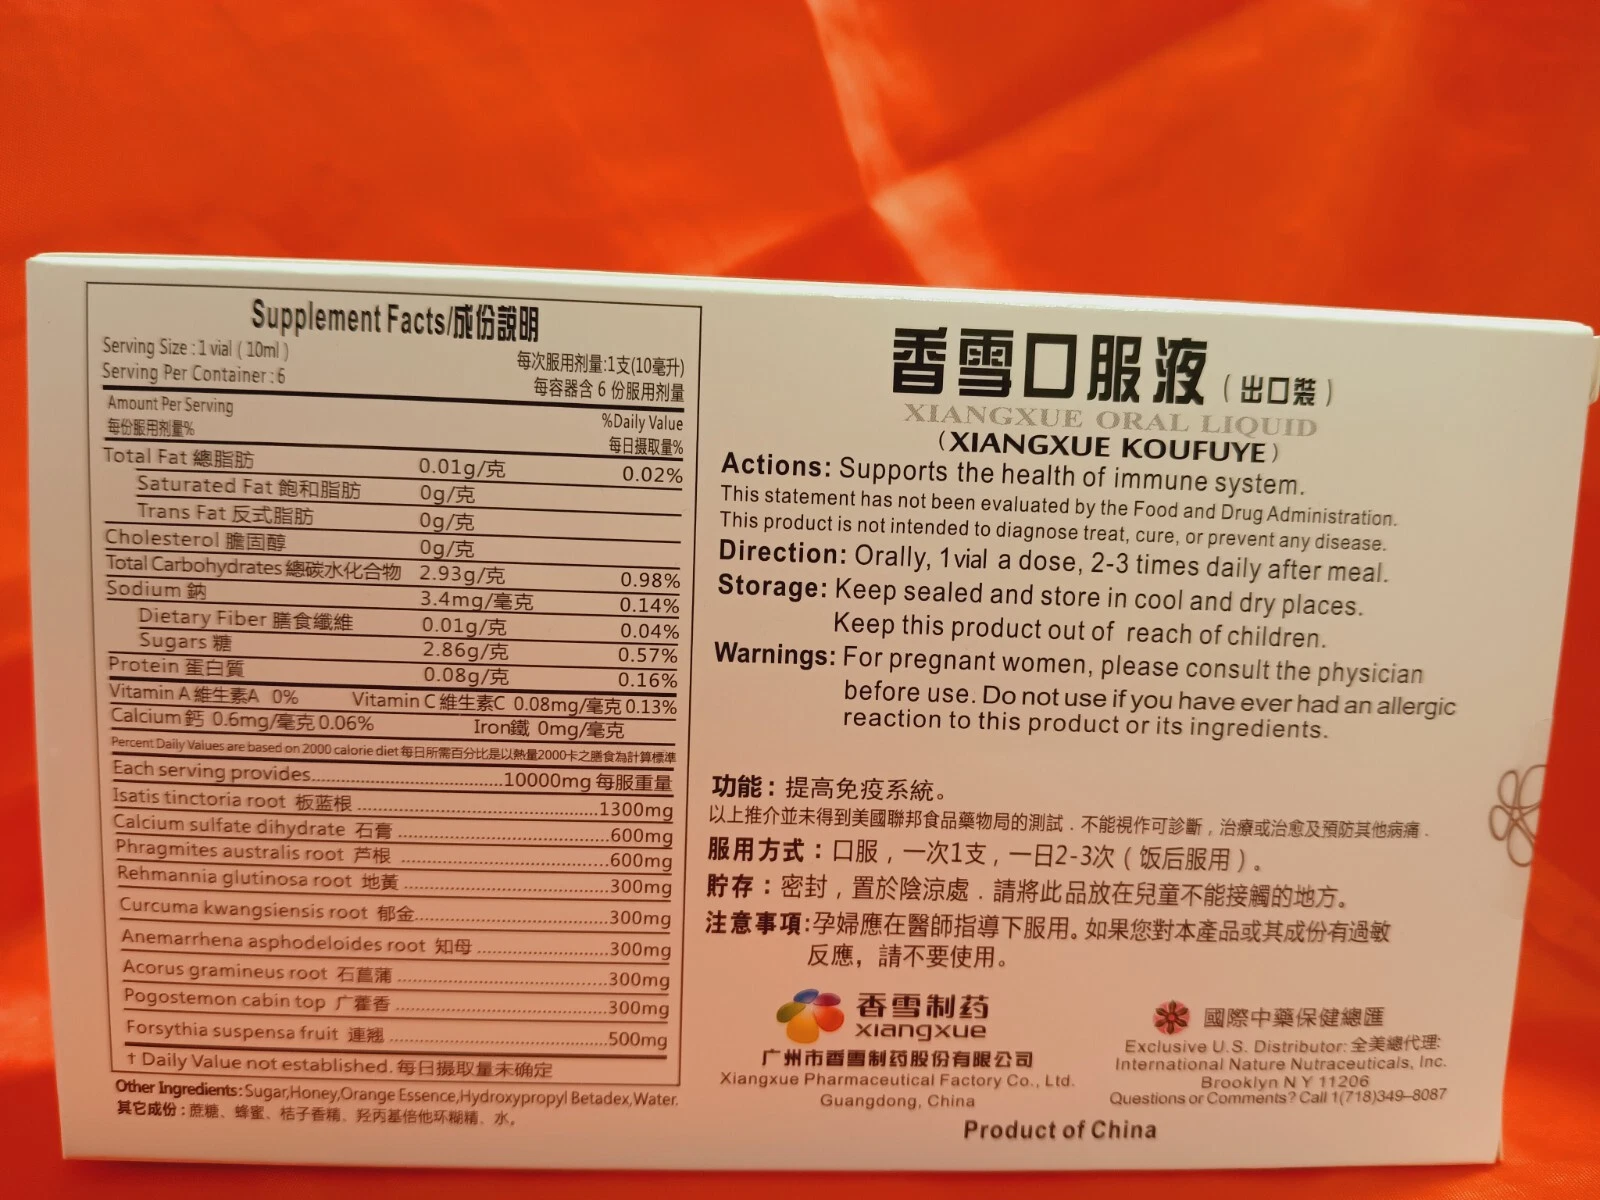 Supplement Facts/成份說明
Serving Size : 1 vial ( 10ml ) 每次服用剂量:1支(10毫升)
Serving Per Container : 6 每容器含 6 份服用剂量
Amount Per Serving %Daily Value
每份服用剂量% 每日摄取量%
Total Fat 總脂肪 0.01g/克 0.02%
Saturated Fat 飽和脂肪 0g/克
Trans Fat 反式脂肪 0g/克
Cholesterol 膽固醇 0g/克
Total Carbohydrates 總碳水化合物 2.93g/克 0.98%
Sodium 鈉 3.4mg/毫克 0.14%
Dietary Fiber 膳食纖維 0.01g/克 0.04%
Sugars 糖 2.86g/克 0.57%
Protein 蛋白質 0.08g/克 0.16%
Vitamin A 維生素A 0% Vitamin C 維生素C 0.08mg/毫克 0.13%
Calcium 鈣 0.6mg/毫克 0.06% Iron鐵 0mg/毫克
Percent Daily Values are based on 2000 calorie diet 每日所需百分比是以熱量2000卡之膳食為計算標準
Each serving provides......10000mg 每服重量
Isatis tinctoria root 板蓝根......1300mg
Calcium sulfate dihydrate 石膏......600mg
Phragmites australis root 芦根......600mg
Rehmannia glutinosa root 地黃......300mg
Curcuma kwangsiensis root 郁金......300mg
Anemarrhena asphodeloides root 知母......300mg
Acorus gramineus root 石菖蒲......300mg
Pogostemon cabin top 广藿香......300mg
Forsythia suspensa fruit 連翹......500mg
† Daily Value not established. 每日摄取量未确定
Other Ingredients: Sugar,Honey,Orange Essence,Hydroxypropyl Betadex,Water.
其它成份 : 蔗糖、蜂蜜、桔子香精、羟丙基倍他环糊精、水。
香雪口服液 ( 出口裝 )
XIANGXUE ORAL LIQUID
(XIANGXUE KOUFUYE)
Actions: Supports the health of immune system.
This statement has not been evaluated by the Food and Drug Administration.
This product is not intended to diagnose treat, cure, or prevent any disease.
Direction: Orally, 1 vial a dose, 2-3 times daily after meal.
Storage: Keep sealed and store in cool and dry places.
Keep this product out of reach of children.
Warnings: For pregnant women, please consult the physician
before use. Do not use if you have ever had an allergic
reaction to this product or its ingredients.
功能 : 提高免疫系統。
以上推介並未得到美國聯邦食品藥物局的測試 . 不能視作可診斷 , 治療或治愈及預防其他病痛 .
服用方式 : 口服 , 一次1支 , 一日2-3次 ( 饭后服用 ) 。
貯存 : 密封 , 置於陰涼處 . 請將此品放在兒童不能接觸的地方。
注意事項:孕婦應在醫師指導下服用。如果您對本產品或其成份有過敏
反應, 請不要使用。
香雪制药
xiangxue
广州市香雪制药股份有限公司
Xiangxue Pharmaceutical Factory Co., Ltd.
Guangdong, China
國際中藥保健總匯
Exclusive U.S. Distributor: 全美總代理:
International Nature Nutraceuticals, Inc.
Brooklyn N Y 11206
Questions or Comments? Call 1(718)349-8087
Product of China